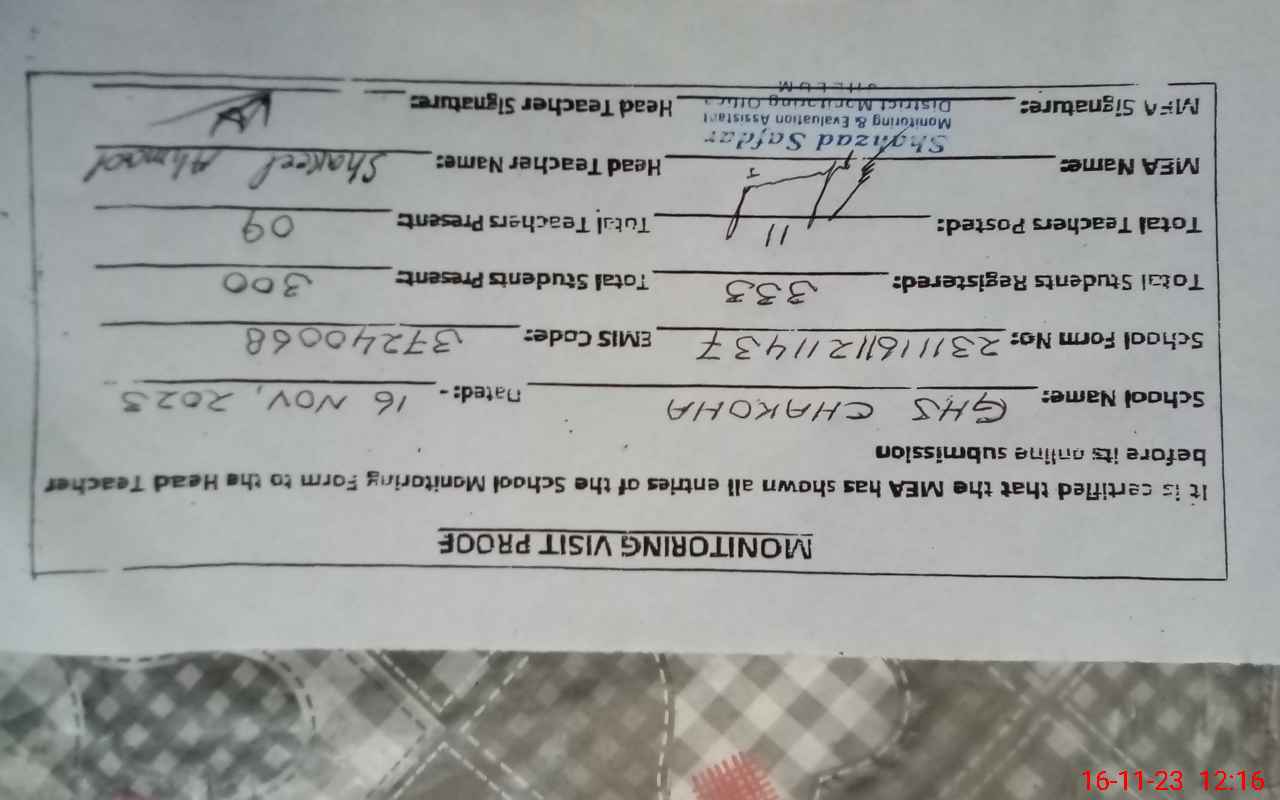 MONITORING VISIT PROOF
It is certified that the MEA has shown all entries of the School Monitoring Form to the Head Teacher
before its online submission
School Name: GHS CHAKOHA Dated:- 16 NOV, 2023
School Form No: 231116112111437 EMIS Code: 37240068
Total Students Registered: 333 Total Students Present: 300
Total Teachers Posted: 11 Total Teachers Present: 09
MEA Name: Head Teacher Name: Shakeel Ahmad
Shahzad Safdar
Monitoring & Evaluation Assistant
MEA Signature: District Monitoring Office Head Teacher Signature:
JHELUM
16-11-23 12:16